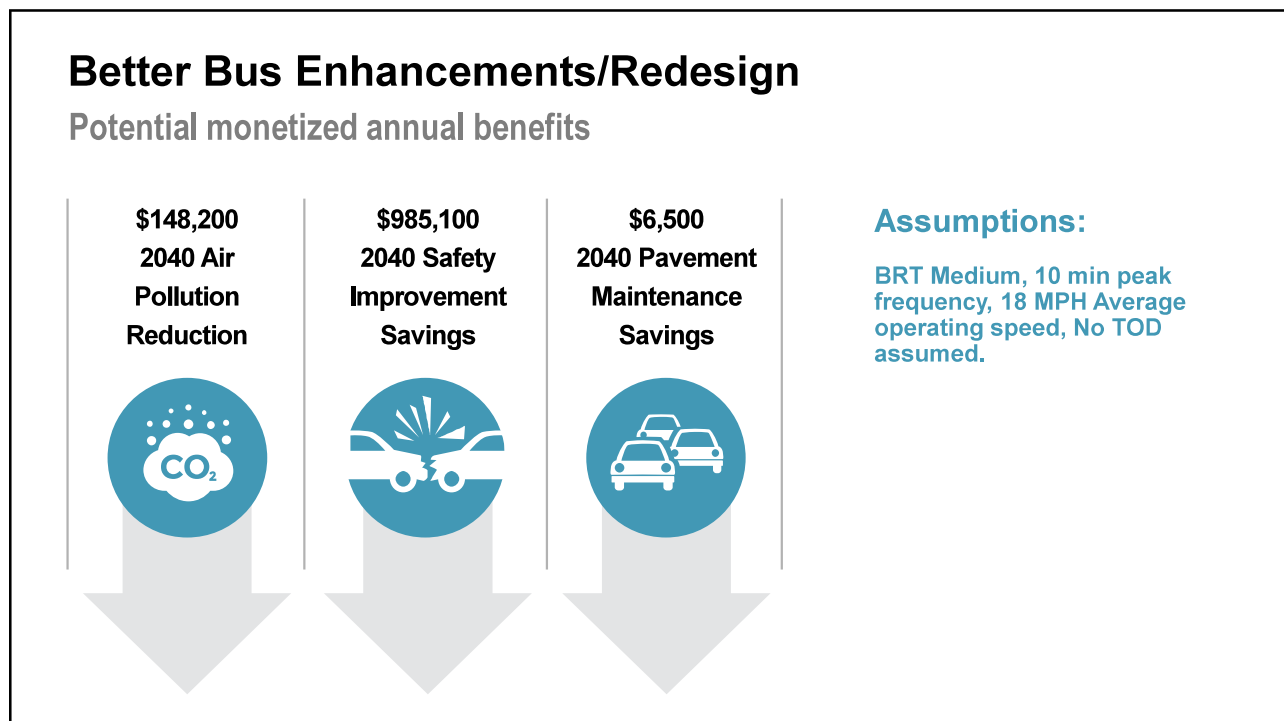 Better Bus Enhancements/Redesign
Potential monetized annual benefits
$148,200
2040 Air
Pollution
Reduction
CO₂
$985,100
2040 Safety
Improvement
Savings
$6,500
2040 Pavement
Maintenance
Savings
Assumptions:
BRT Medium, 10 min peak
frequency, 18 MPH Average
operating speed, No TOD
assumed.